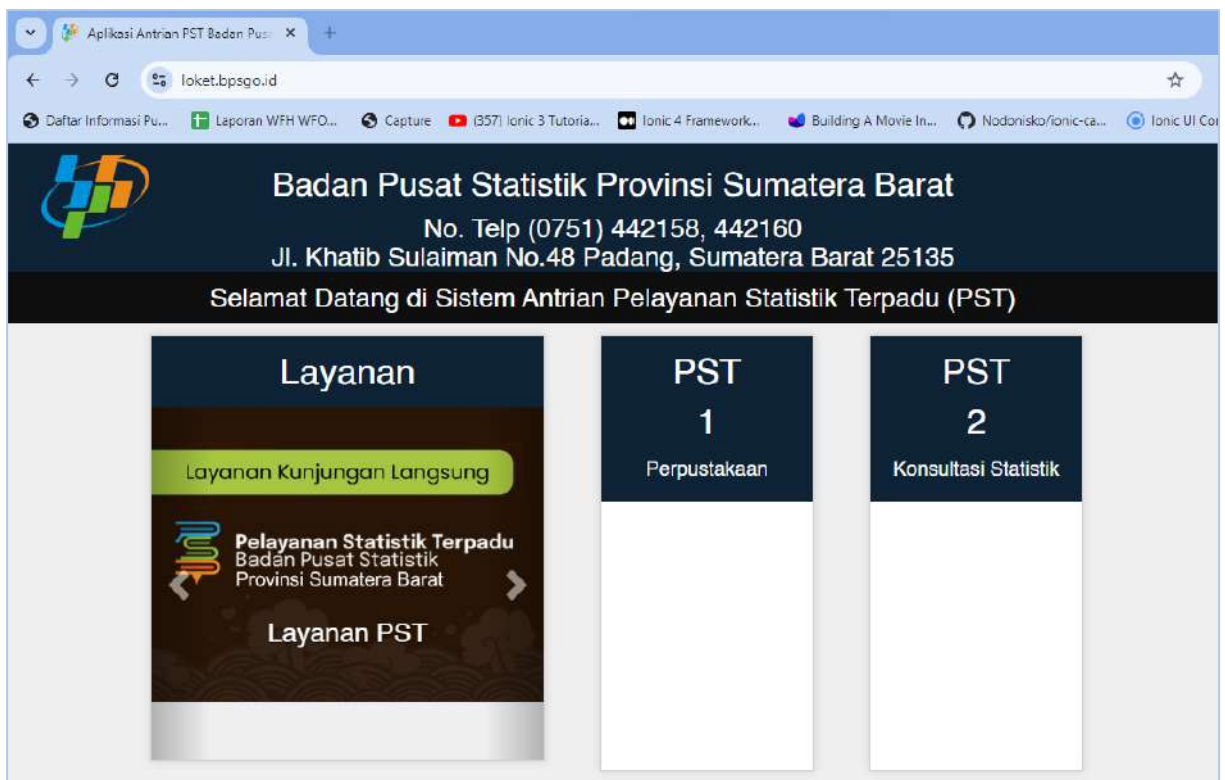 Aplikasi Antrian PST Badan Pus
loket.bpsgo.id
Daftar Informasi Pu... Laporan WFH WFO... Capture (357) Ionic 3 Tutoria... Ionic 4 Framework... Building A Movie In... Nodonisko/ionic-ca... Ionic UI Co
Badan Pusat Statistik Provinsi Sumatera Barat
No. Telp (0751) 442158, 442160
Jl. Khatib Sulaiman No.48 Padang, Sumatera Barat 25135
Selamat Datang di Sistem Antrian Pelayanan Statistik Terpadu (PST)
Layanan
Layanan Kunjungan Langsung
Pelayanan Statistik Terpadu
Badan Pusat Statistik
Provinsi Sumatera Barat
Layanan PST
PST
1
Perpustakaan
PST
2
Konsultasi Statistik